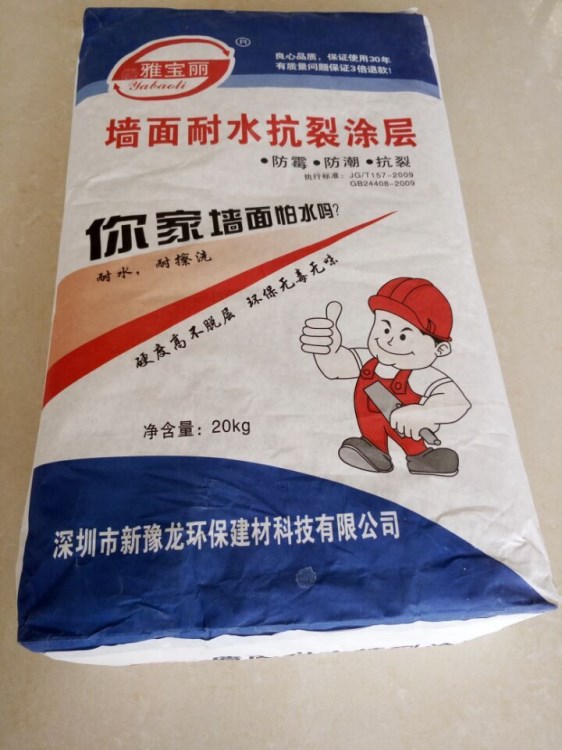 良心品质，保证使用30年
有质量问题保证3倍退款！
雅宝丽
®
Yabaoli
墙面耐水抗裂涂层
•防霉•防潮•抗裂
执行标准：JG/T157-2009
GB24408-2009
你家墙面怕水吗?
耐水，耐擦洗
硬度高不脱层 环保无毒无味
净含量：20kg
深圳市新豫龙环保建材科技有限公司